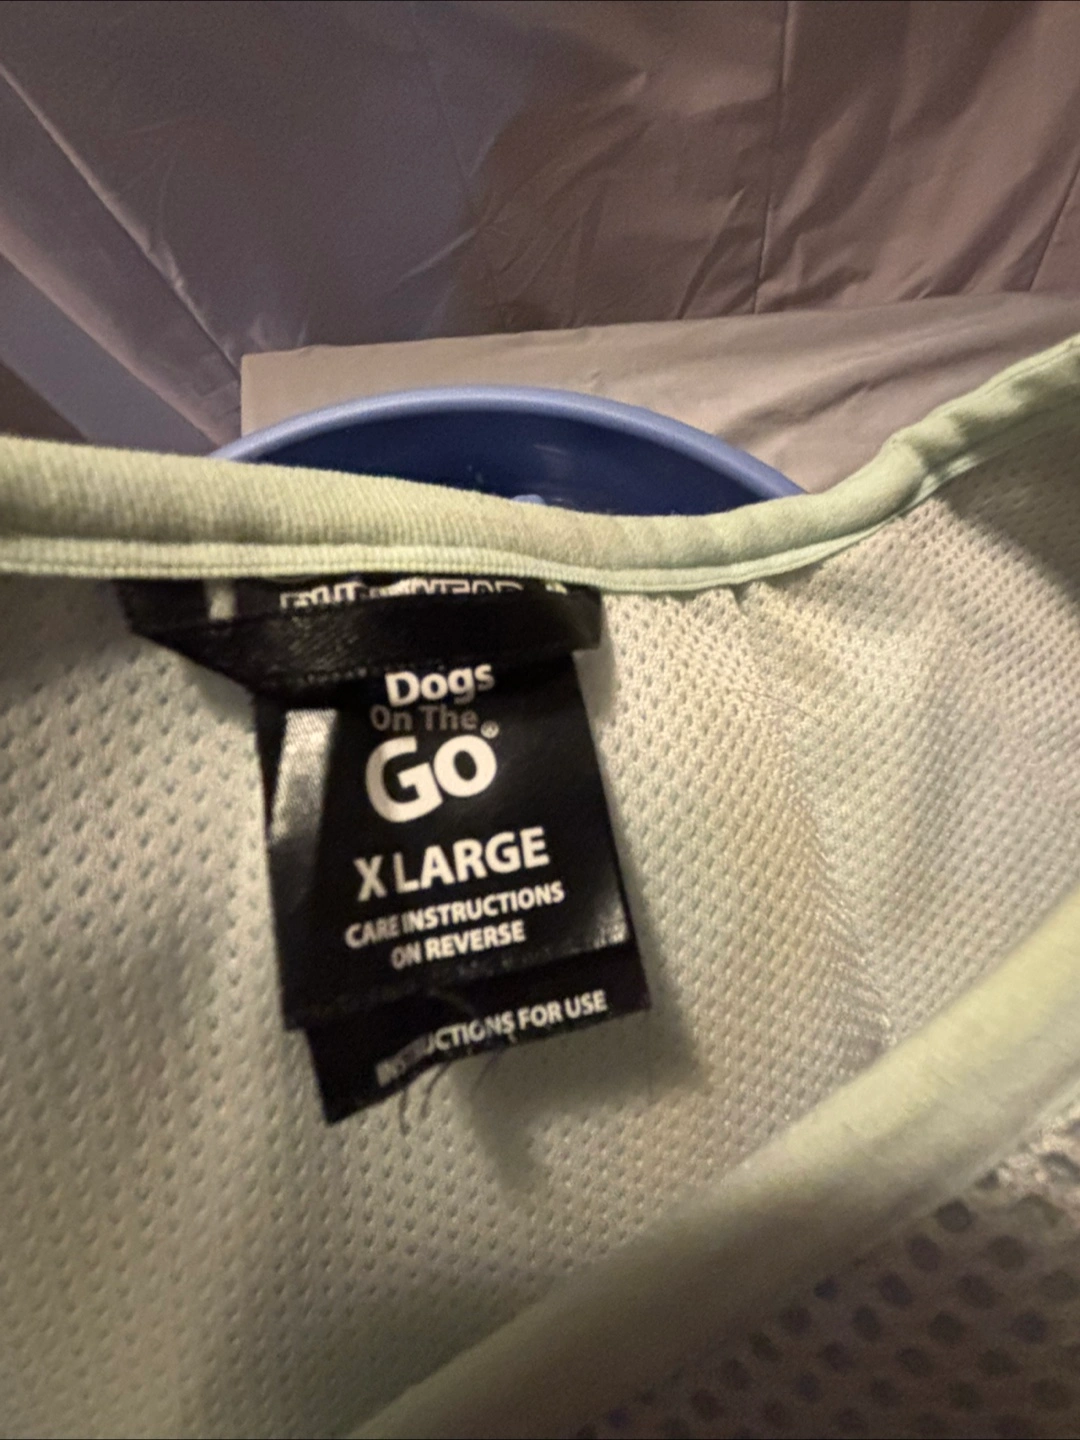 Dogs
On The
GO®
X LARGE
CARE INSTRUCTIONS
ON REVERSE
INSTRUCTIONS FOR USE